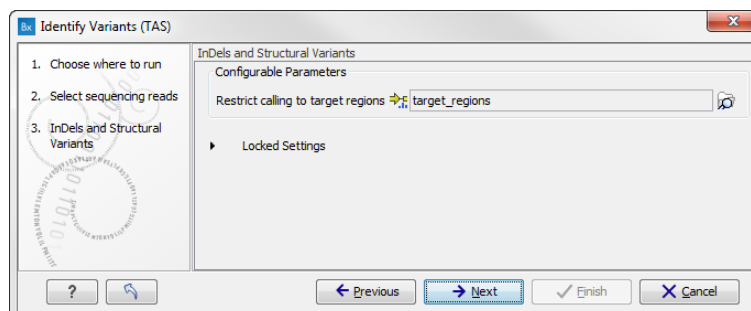 Bx Identify Variants (TAS)
1. Choose where to run
2. Select sequencing reads
3. InDels and Structural
Variants
InDels and Structural Variants
Configurable Parameters
Restrict calling to target regions target_regions
Locked Settings
? Previous Next Finish Cancel